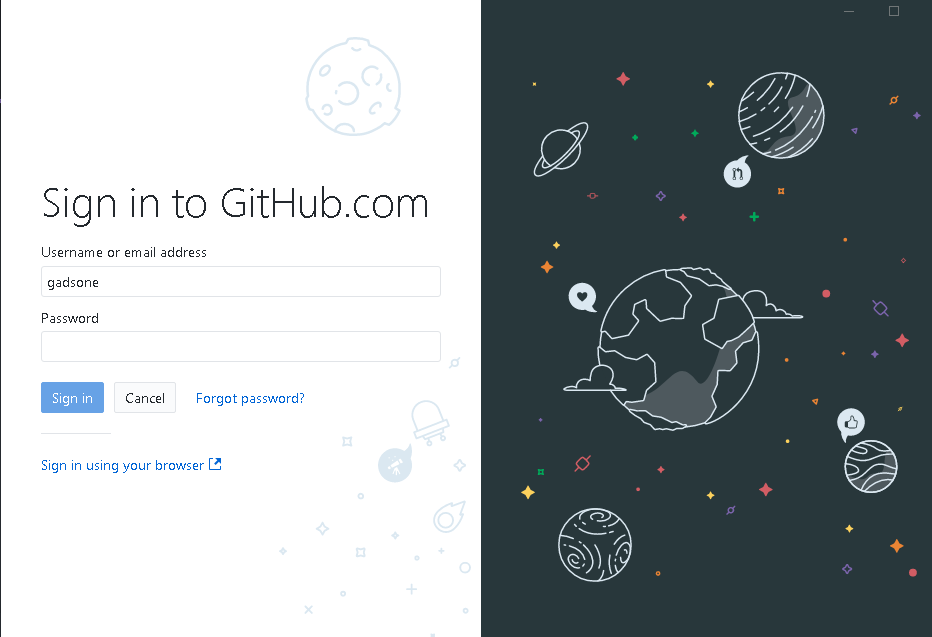 Sign in to GitHub.com
Username or email address
gadsone
Password
Sign in
Cancel
Forgot password?
Sign in using your browser